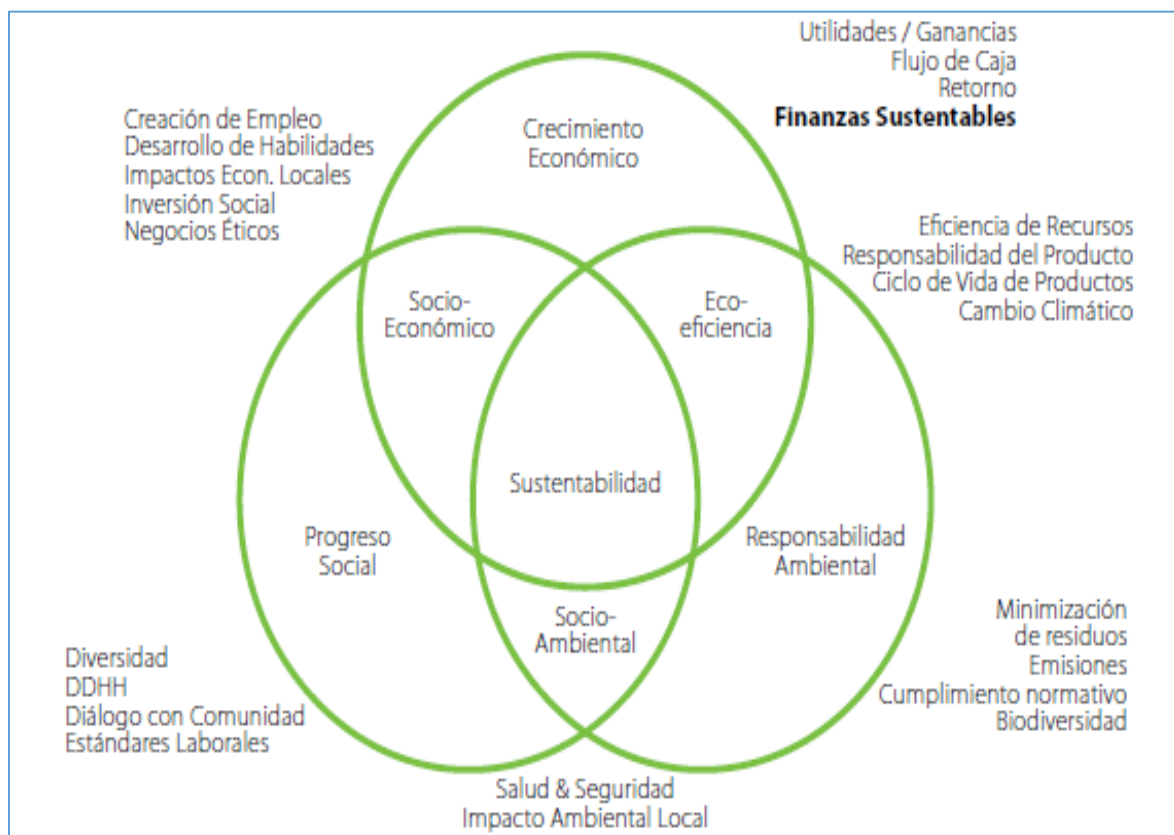 Utilidades / Ganancias
Flujo de Caja
Retorno
Finanzas Sustentables
Creación de Empleo
Desarrollo de Habilidades
Impactos Econ. Locales
Inversión Social
Negocios Éticos
Crecimiento
Económico
Eficiencia de Recursos
Responsabilidad del Producto
Ciclo de Vida de Productos
Cambio Climático
Socio-
Económico
Eco-
eficiencia
Sustentabilidad
Progreso
Social
Responsabilidad
Ambiental
Socio-
Ambiental
Minimización
de residuos
Emisiones
Cumplimiento normativo
Biodiversidad
Diversidad
DDHH
Diálogo con Comunidad
Estándares Laborales
Salud & Seguridad
Impacto Ambiental Local